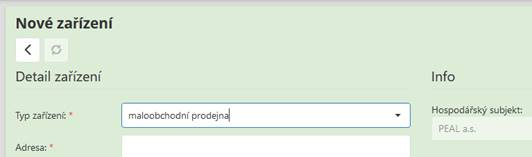 Nové zařízení
Detail zařízení
Info
Typ zařízení: *
maloobchodní prodejna
Hospodářský subjekt:
PEAL a.s.
Adresa: *